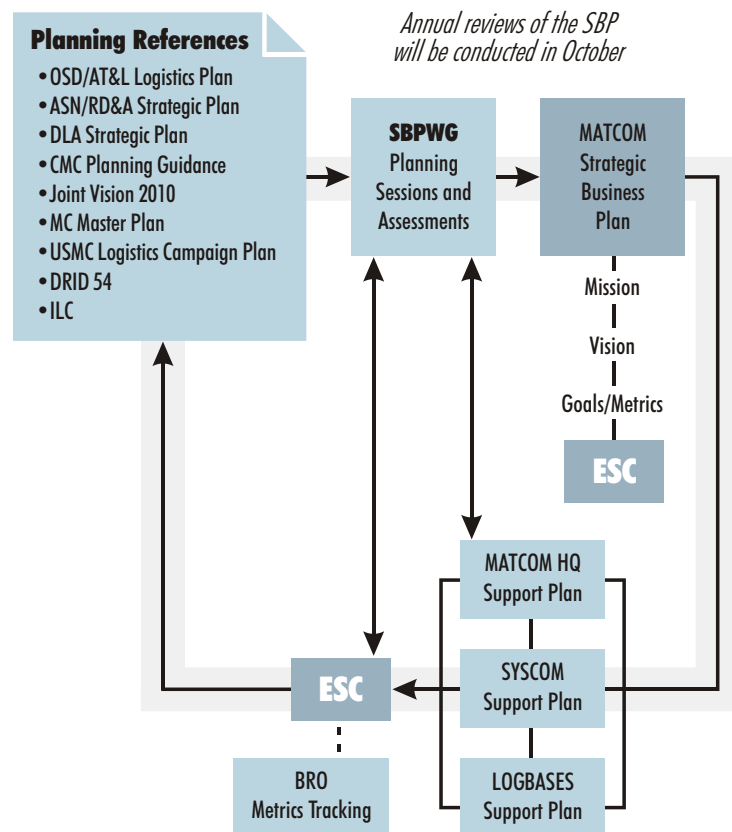 Planning References
•OSD/AT&L Logistics Plan
•ASN/RD&A Strategic Plan
•DLA Strategic Plan
•CMC Planning Guidance
•Joint Vision 2010
•MC Master Plan
•USMC Logistics Campaign Plan
•DRID 54
•ILC
Annual reviews of the SBP
will be conducted in October
SBPWG
Planning
Sessions and
Assessments
MATCOM
Strategic
Business
Plan
Mission
Vision
Goals/Metrics
ESC
MATCOM HQ
Support Plan
SYSCOM
Support Plan
LOGBASES
Support Plan
ESC
BRO
Metrics Tracking